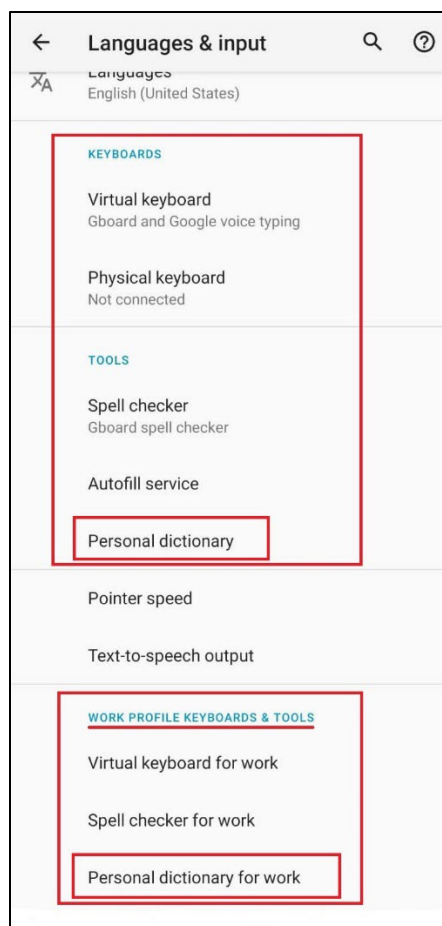 Languages & input
Languages
English (United States)
KEYBOARDS
Virtual keyboard
Gboard and Google voice typing
Physical keyboard
Not connected
TOOLS
Spell checker
Gboard spell checker
Autofill service
Personal dictionary
Pointer speed
Text-to-speech output
WORK PROFILE KEYBOARDS & TOOLS
Virtual keyboard for work
Spell checker for work
Personal dictionary for work